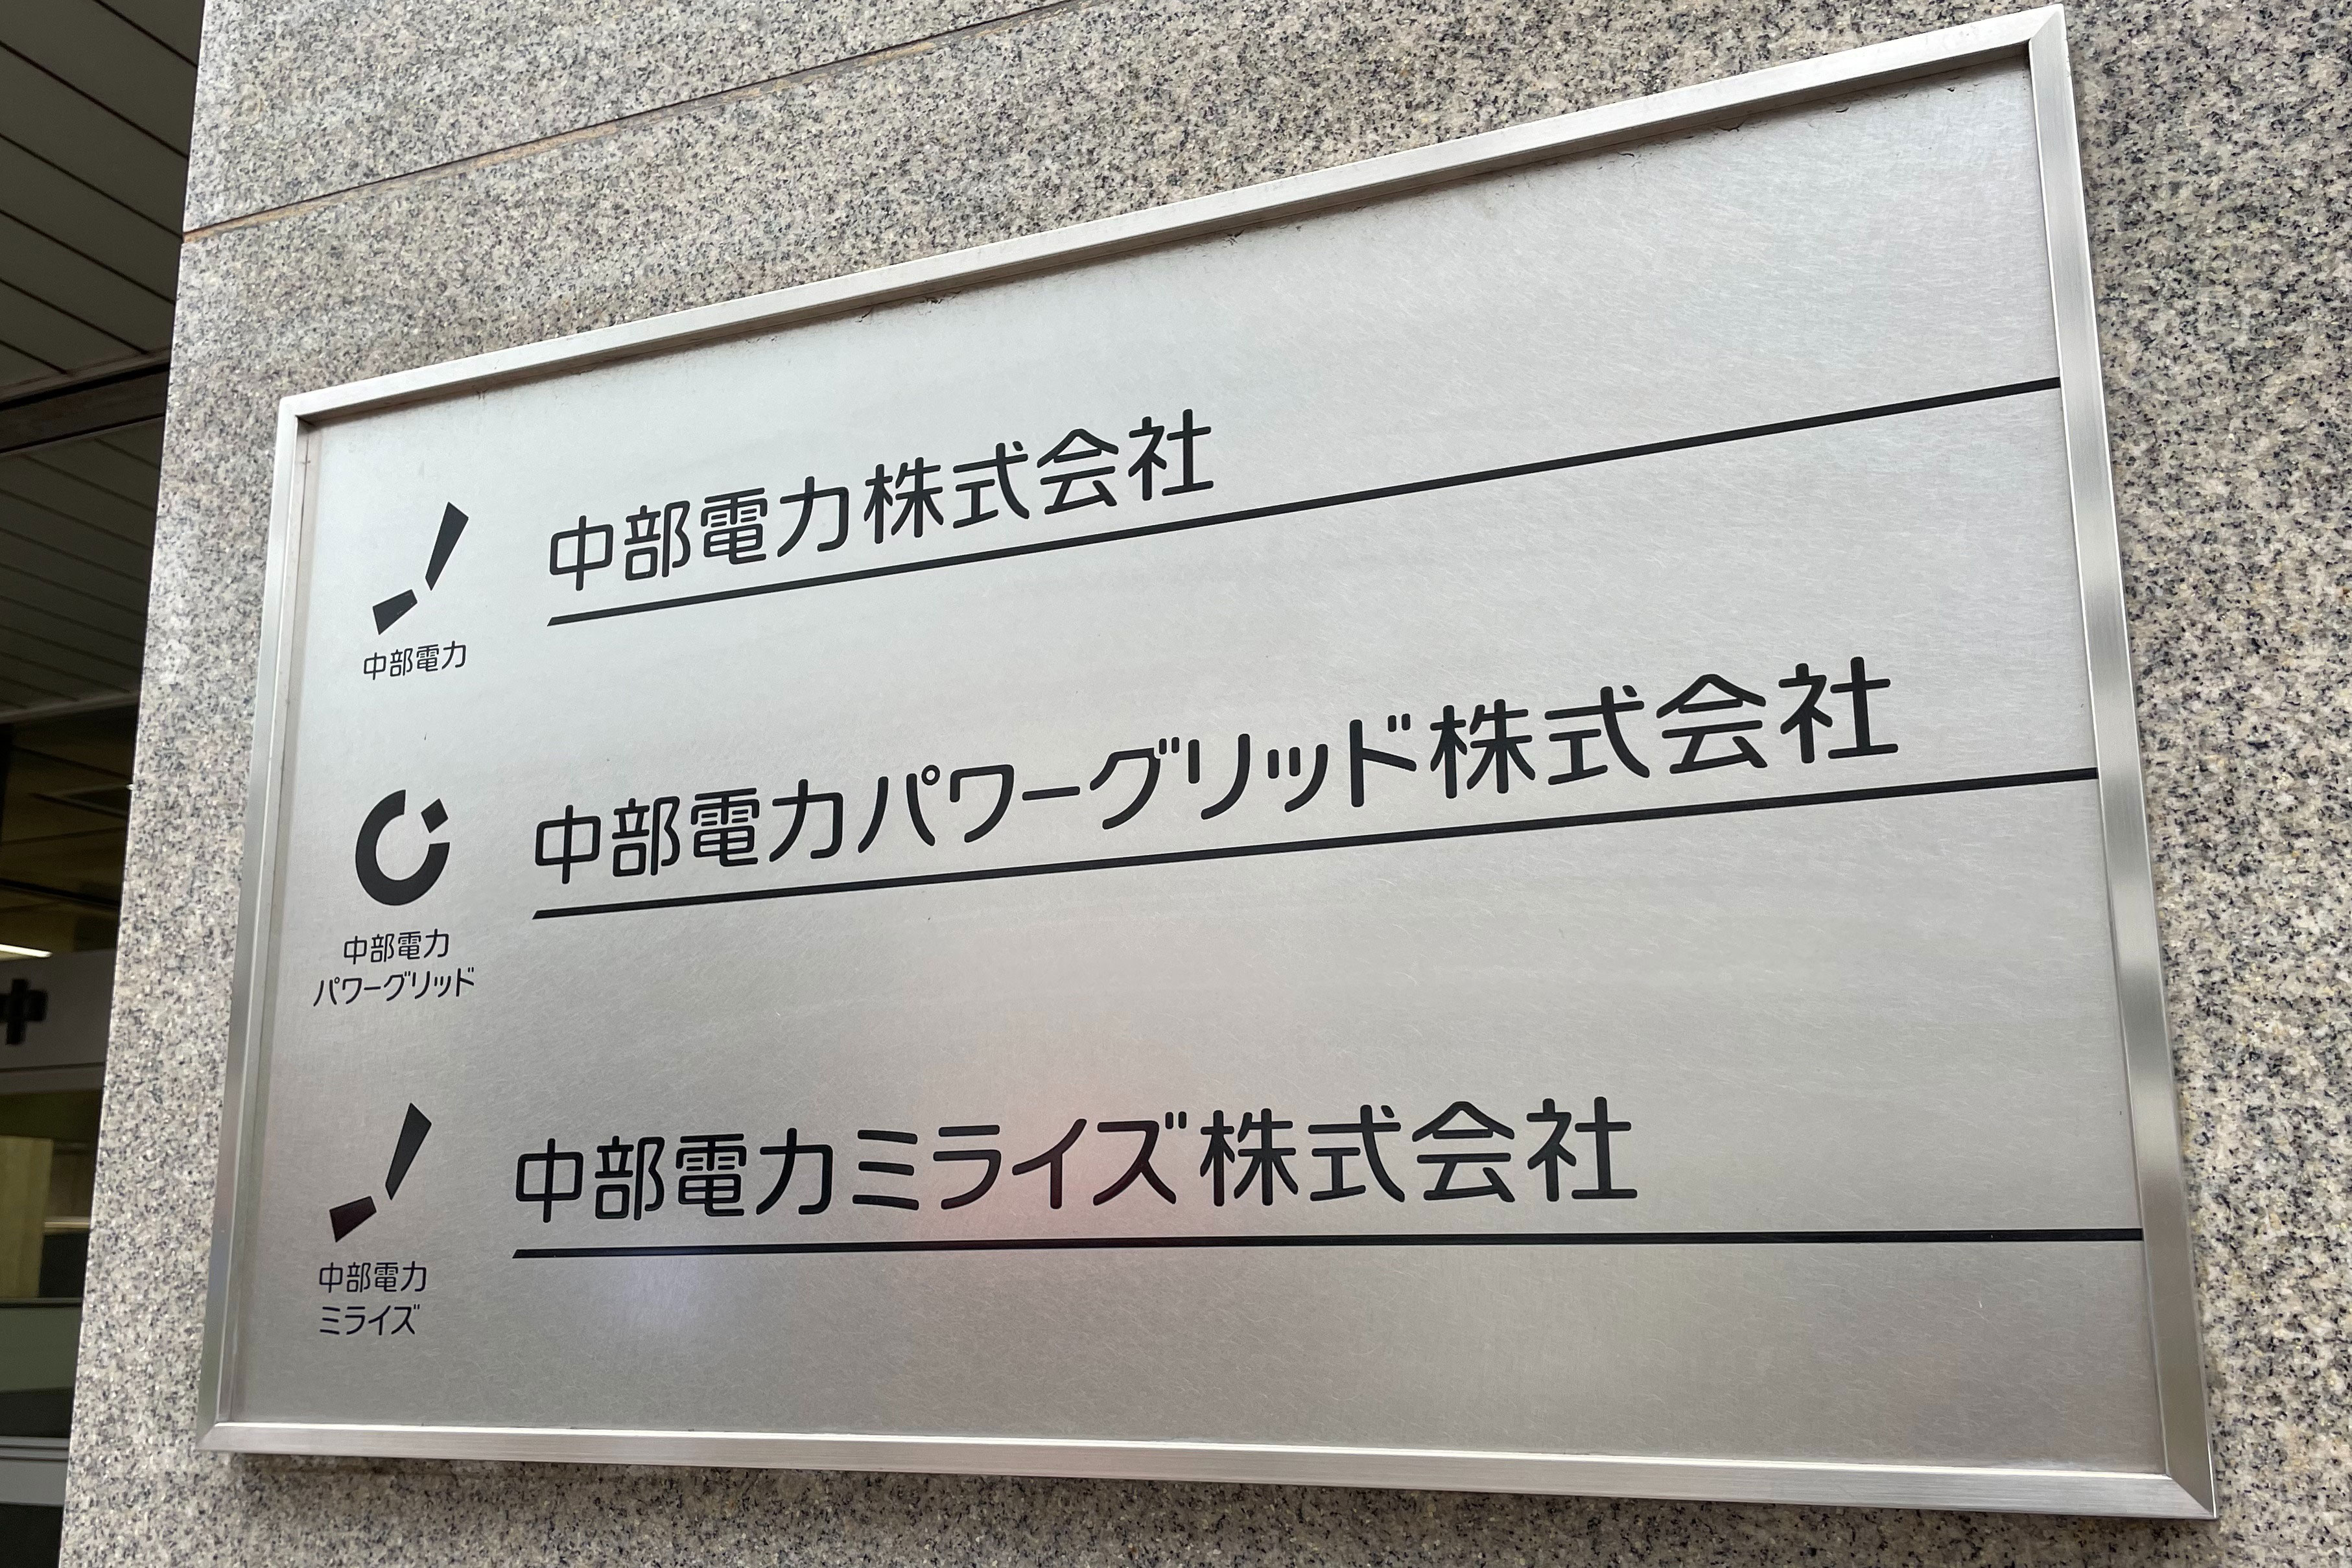 中部電力株式会社
中部電力
中部電力パワーグリッド株式会社
中部電力
パワーグリッド
中部電力ミライズ株式会社
中部電力
ミライズ